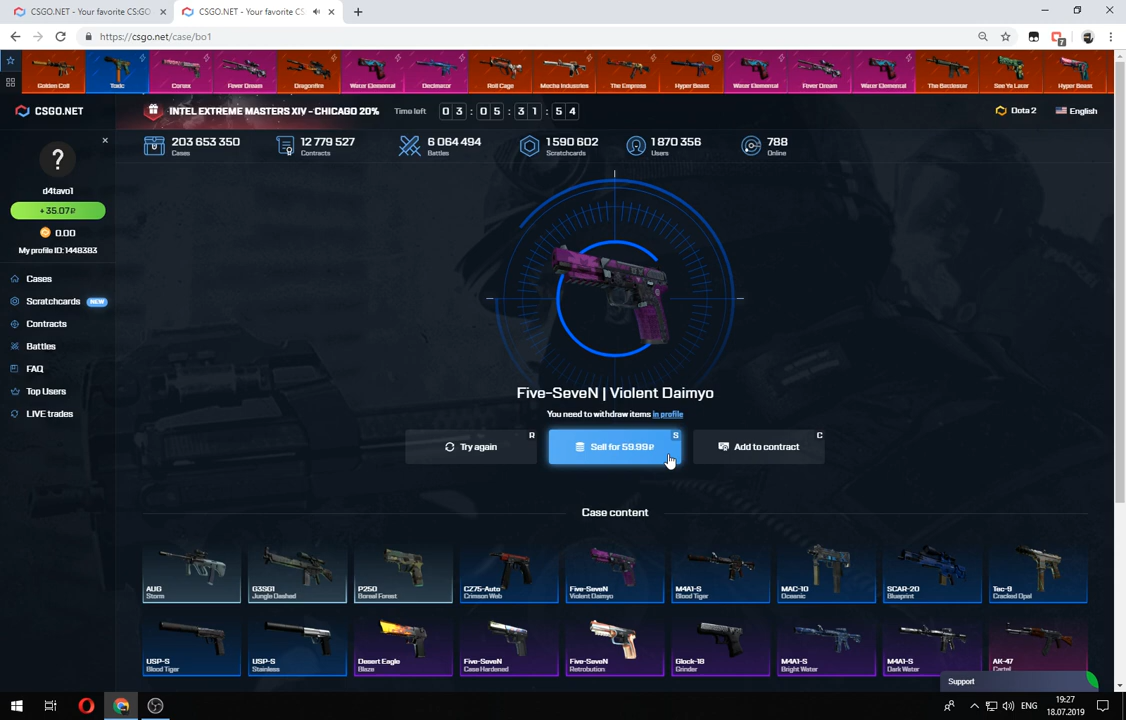 CSGO.NET - Your favorite CS:GO
CSGO.NET - Your favorite CS
https://csgo.net/case/bo1
7
Golden Coil
Toxic
Cortex
Fever Dream
Dragonfire
Water Elemental
Decimator
Roll Cage
Mecha Industries
The Empress
Hyper Beast
Water Elemental
Fever Dream
Water Elemental
The Battlestar
See Ya Later
Hyper Beast
CSGO.NET
INTEL EXTREME MASTERS XIV - CHICAGO 20%
Time left
03:05:31:54
Dota 2
English
203 653 350
Cases
12 779 527
Contracts
6 064 494
Battles
1 590 602
Scratchcards
1 870 356
Users
788
Online
?
d4tavo1
+35.07₽
0.00
My profile ID: 1448383
Cases
Scratchcards NEW
Contracts
Battles
FAQ
Top Users
LIVE trades
Five-SeveN | Violent Daimyo
You need to withdraw items in profile
Try again R
Sell for 59.99₽ S
Add to contract C
Case content
AUG
Storm
G3SG1
Jungle Dashed
P250
Boreal Forest
CZ75-Auto
Crimson Web
Five-SeveN
Violent Daimyo
M4A1-S
Blood Tiger
MAC-10
Oceanic
SCAR-20
Blueprint
Tec-9
Cracked Opal
USP-S
Blood Tiger
USP-S
Stainless
Desert Eagle
Blaze
Five-SeveN
Case Hardened
Five-SeveN
Retrobution
Glock-18
Grinder
M4A1-S
Bright Water
M4A1-S
Dark Water
AK-47
Cartel
Support
ENG
19:27
18.07.2019